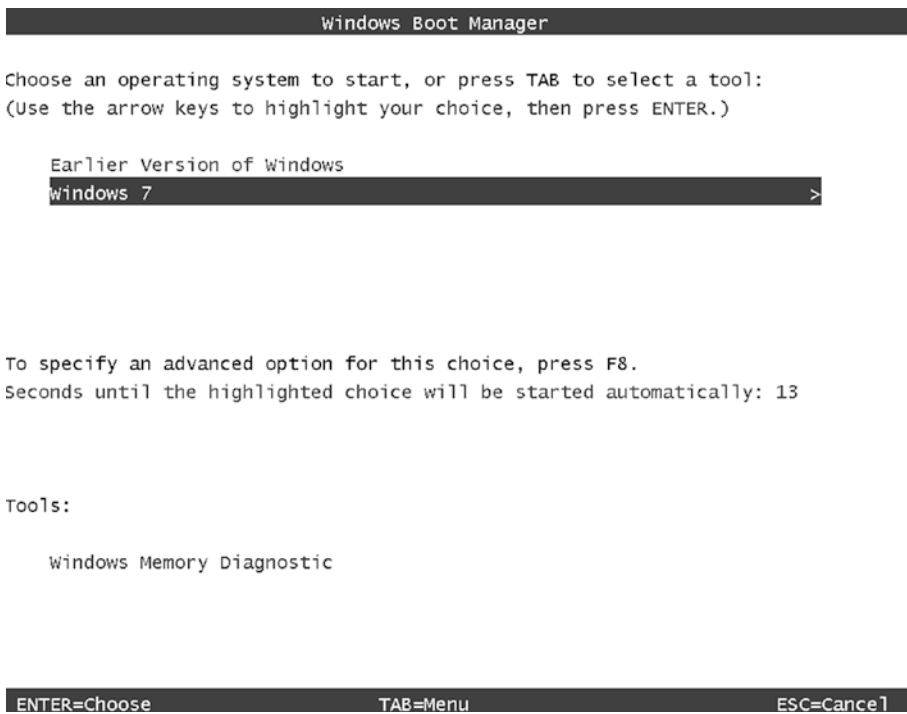 Windows Boot Manager
Choose an operating system to start, or press TAB to select a tool:
(Use the arrow keys to highlight your choice, then press ENTER.)
Earlier Version of Windows
Windows 7 >
To specify an advanced option for this choice, press F8.
Seconds until the highlighted choice will be started automatically: 13
Tools:
Windows Memory Diagnostic
ENTER=Choose TAB=Menu ESC=Cancel